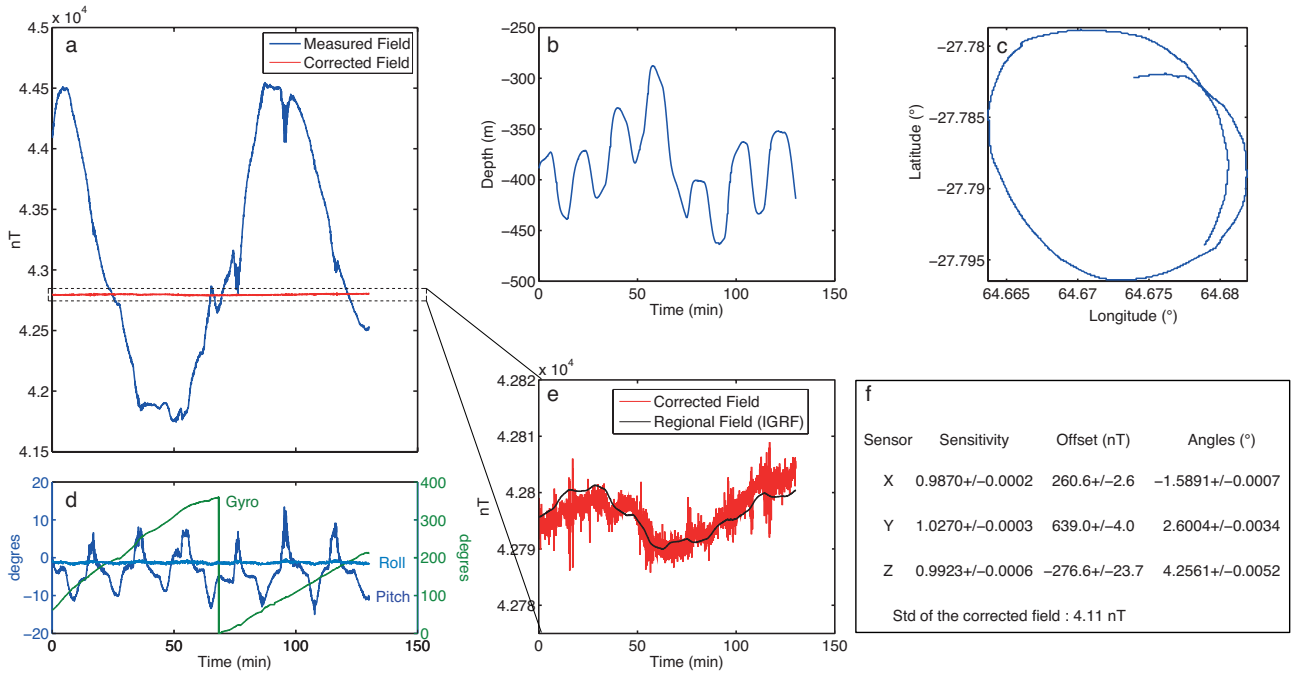 x 10⁴
a
Measured Field
Corrected Field
4.5
4.45
4.4
4.35
4.3
4.25
4.2
4.15
nT
0 50 100 150
b
−250
−300
−350
−400
−450
−500
Depth (m)
0 50 100 150
Time (min)
c
−27.78
−27.785
−27.79
−27.795
Latitude (°)
64.665 64.67 64.675 64.68
Longitude (°)
d
Gyro
Roll
Pitch
20
10
0
−10
−20
degres
400
300
200
100
0
degres
0 50 100 150
Time (min)
x 10⁴
e
Corrected Field
Regional Field (IGRF)
4.282
4.281
4.28
4.279
4.278
nT
0 50 100 150
Time (min)
f
Sensor Sensitivity Offset (nT) Angles (°)
X 0.9870+/−0.0002 260.6+/−2.6 −1.5891+/−0.0007
Y 1.0270+/−0.0003 639.0+/−4.0 2.6004+/−0.0034
Z 0.9923+/−0.0006 −276.6+/−23.7 4.2561+/−0.0052
Std of the corrected field : 4.11 nT